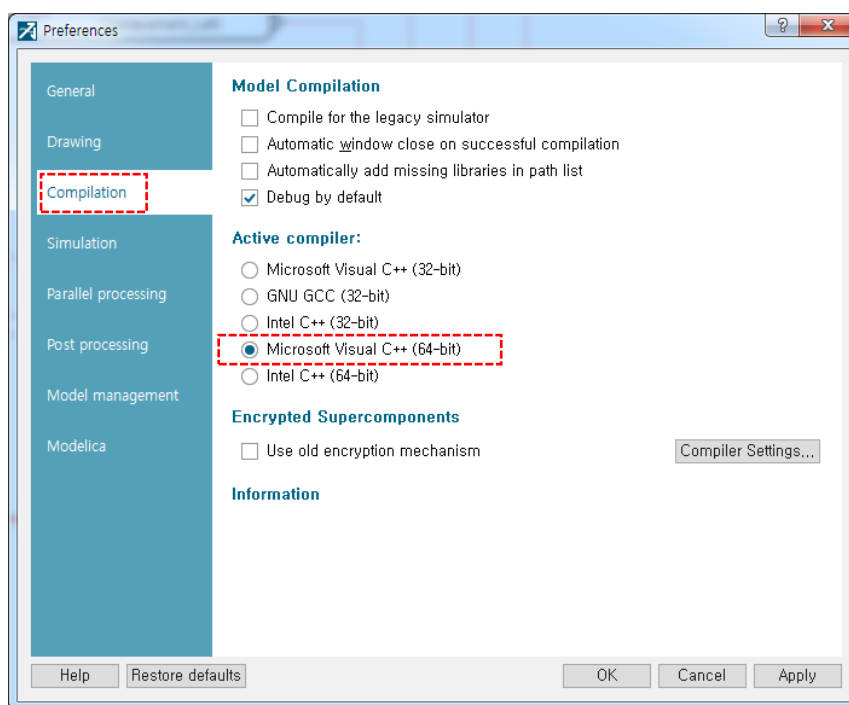 Preferences
General
Drawing
Compilation
Simulation
Parallel processing
Post processing
Model management
Modelica
Model Compilation
Compile for the legacy simulator
Automatic window close on successful compilation
Automatically add missing libraries in path list
Debug by default
Active compiler:
Microsoft Visual C++ (32-bit)
GNU GCC (32-bit)
Intel C++ (32-bit)
Microsoft Visual C++ (64-bit)
Intel C++ (64-bit)
Encrypted Supercomponents
Use old encryption mechanism
Compiler Settings...
Information
Help
Restore defaults
OK
Cancel
Apply